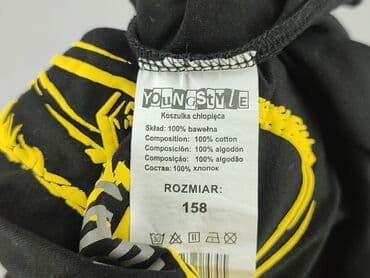 YOUNGSTYLE
Koszulka chłopięca
Skład: 100% bawełna
Composition: 100% cotton
Composición: 100% algodón
Composição: 100% algodão
Состав: 100% хлопок
ROZMIAR:
158